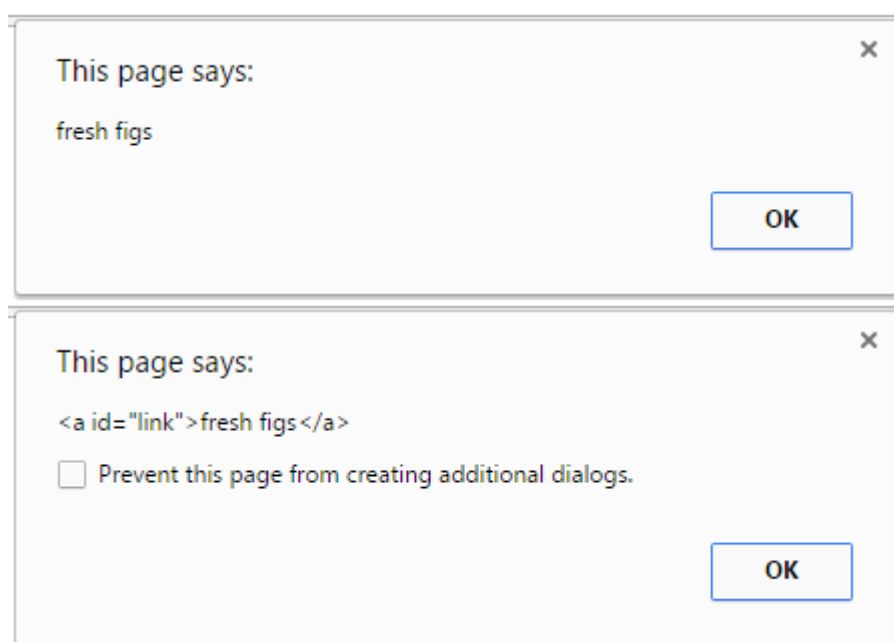 This page says:
fresh figs
OK
This page says:
<a id="link">fresh figs</a>
Prevent this page from creating additional dialogs.
OK